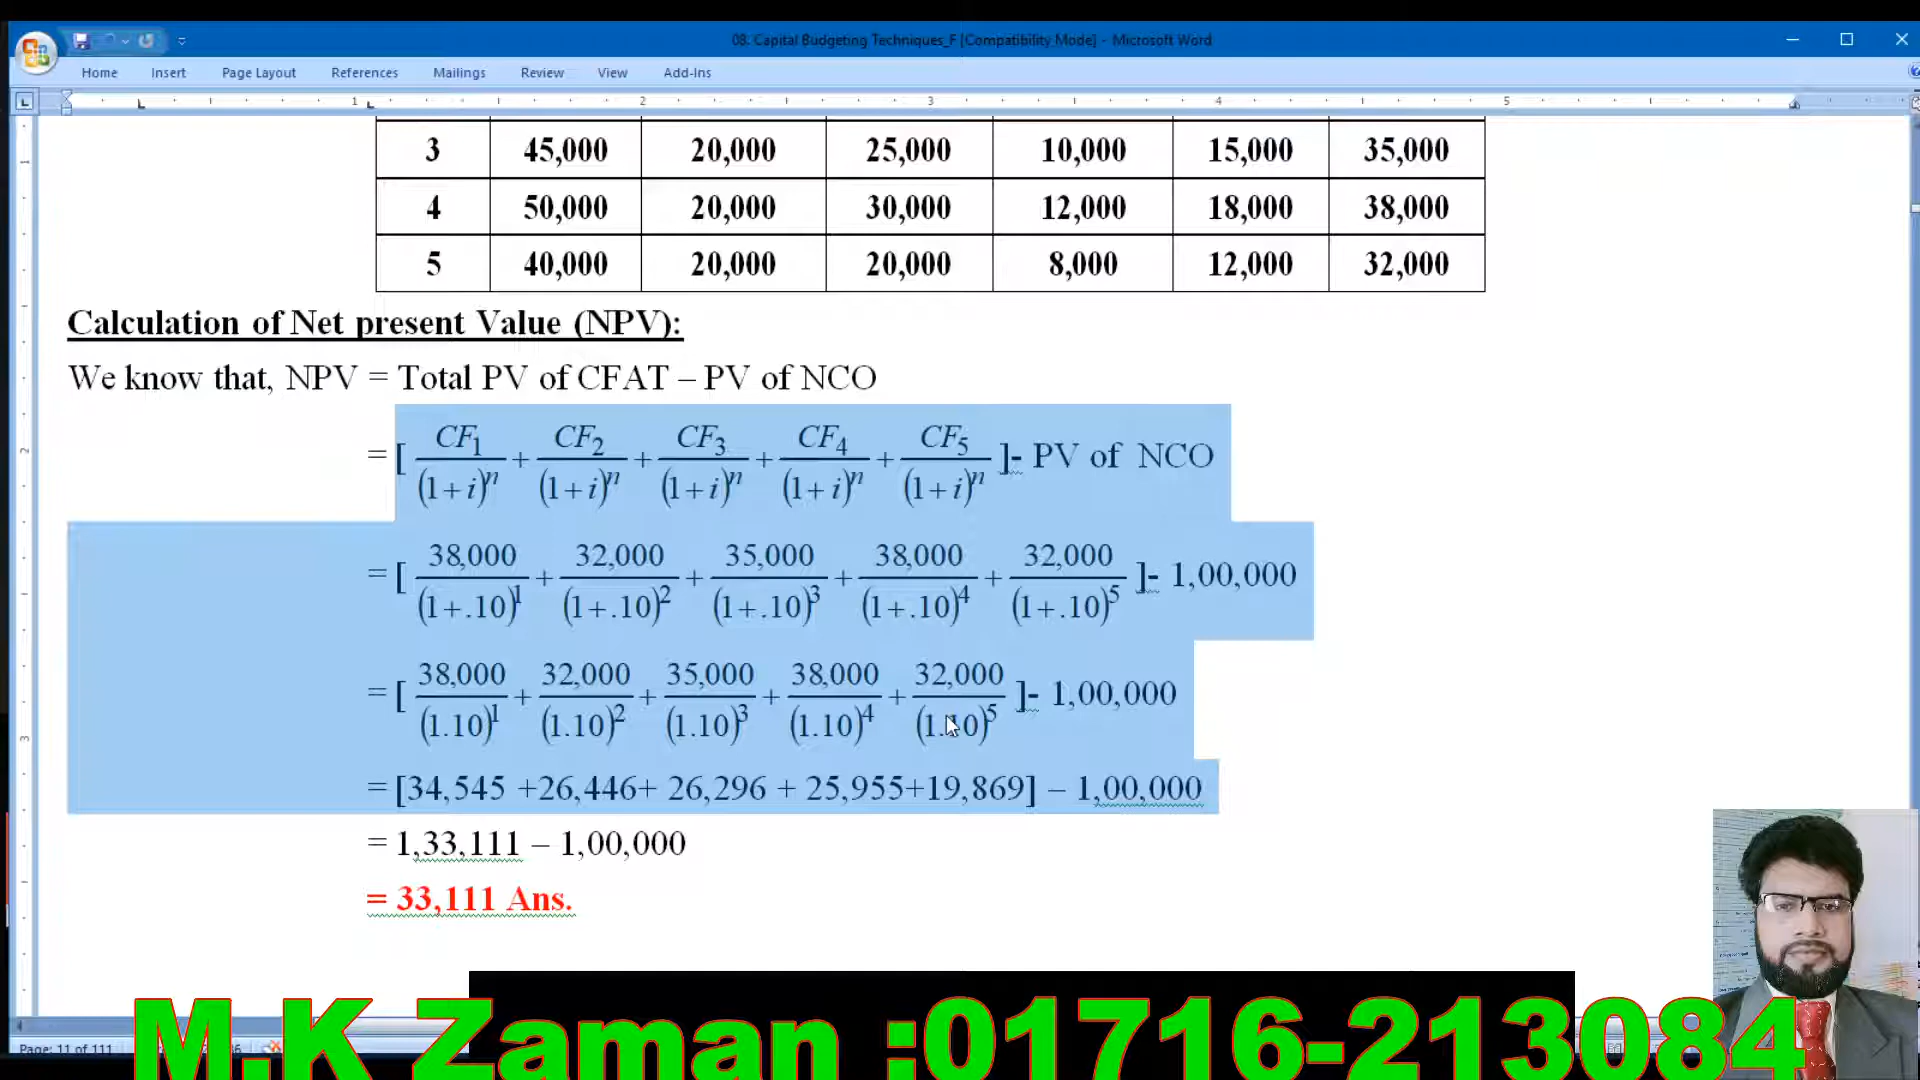 08. Capital Budgeting Techniques_F [Compatibility Mode] - Microsoft Word
Home Insert Page Layout References Mailings Review View Add-Ins
1 2 3 4 5
3 45,000 20,000 25,000 10,000 15,000 35,000
4 50,000 20,000 30,000 12,000 18,000 38,000
5 40,000 20,000 20,000 8,000 12,000 32,000
Calculation of Net present Value (NPV):
We know that, NPV = Total PV of CFAT – PV of NCO
= [ CF₁/(1+i)ⁿ + CF₂/(1+i)ⁿ + CF₃/(1+i)ⁿ + CF₄/(1+i)ⁿ + CF₅/(1+i)ⁿ ]- PV of NCO
= [ 38,000/(1+.10)¹ + 32,000/(1+.10)² + 35,000/(1+.10)³ + 38,000/(1+.10)⁴ + 32,000/(1+.10)⁵ ]- 1,00,000
= [ 38,000/(1.10)¹ + 32,000/(1.10)² + 35,000/(1.10)³ + 38,000/(1.10)⁴ + 32,000/(1.10)⁵ ]- 1,00,000
= [34,545 +26,446+ 26,296 + 25,955+19,869] – 1,00,000
= 1,33,111 – 1,00,000
= 33,111 Ans.
Page: 11 of 111
M.K Zaman :01716-213084